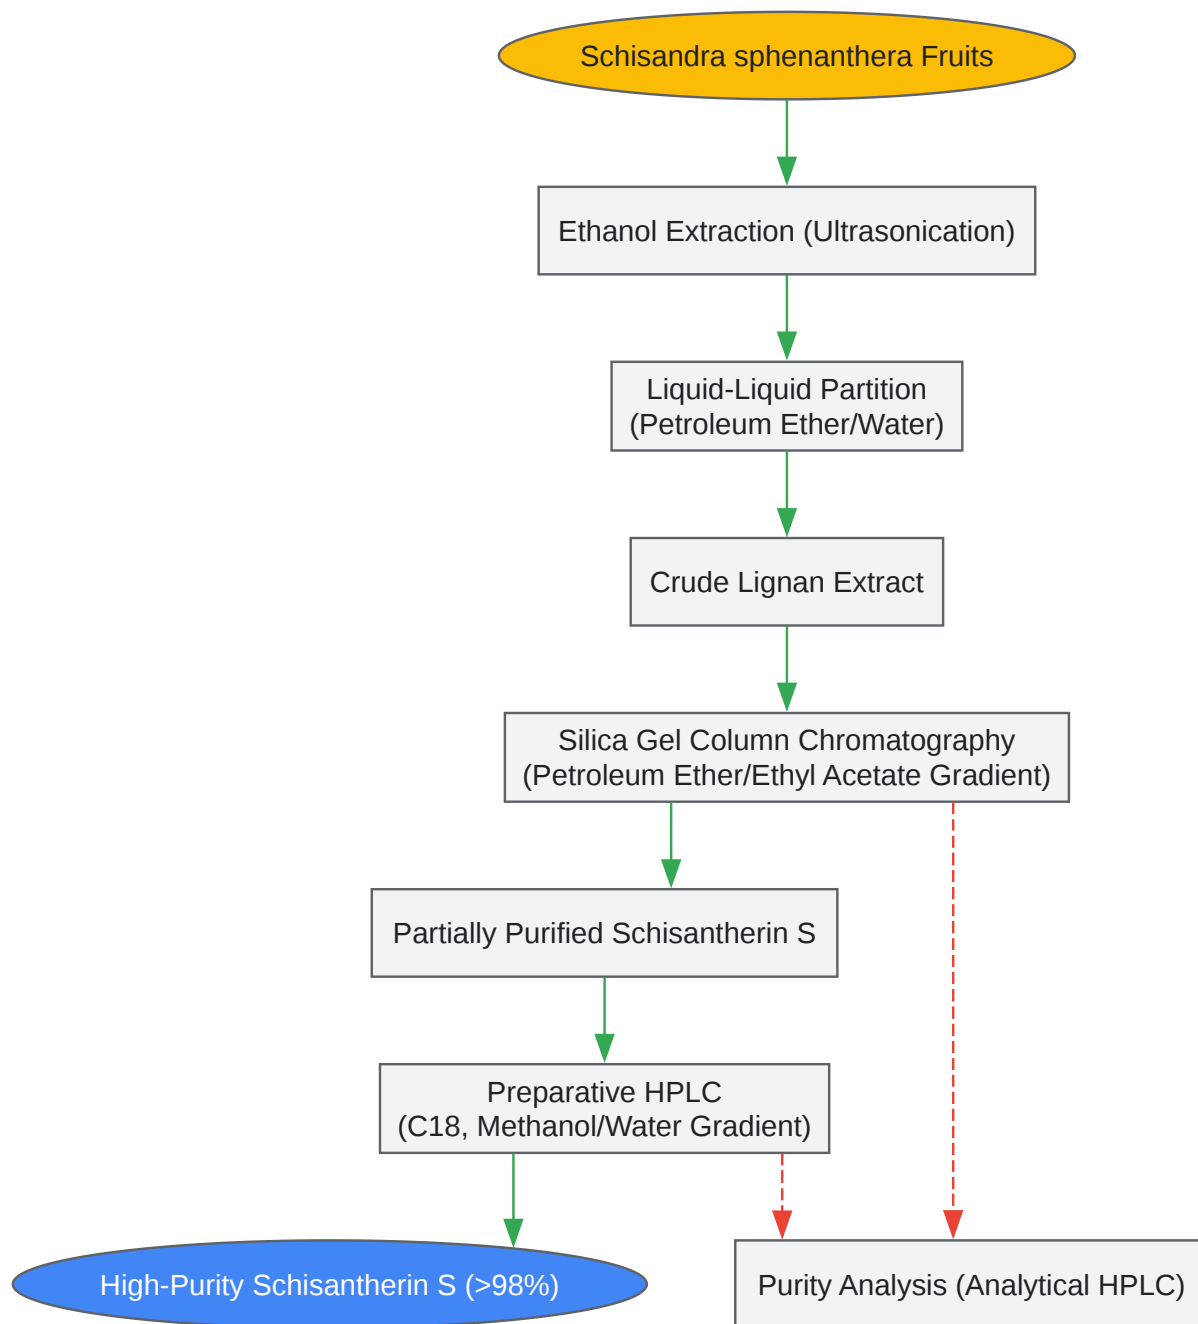 Schisandra sphenanthera Fruits
Ethanol Extraction (Ultrasonication)
Liquid-Liquid Partition
(Petroleum Ether/Water)
Crude Lignan Extract
Silica Gel Column Chromatography
(Petroleum Ether/Ethyl Acetate Gradient)
Partially Purified Schisantherin S
Preparative HPLC
(C18, Methanol/Water Gradient)
High-Purity Schisantherin S (>98%)
Purity Analysis (Analytical HPLC)